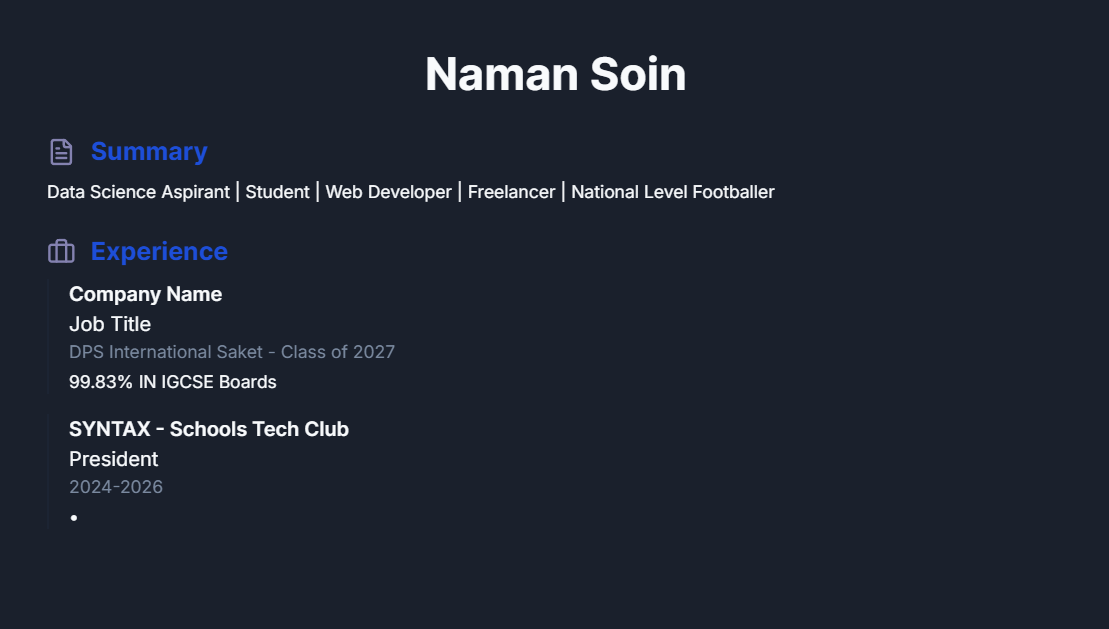 Naman Soin
Summary
Data Science Aspirant | Student | Web Developer | Freelancer | National Level Footballer
Experience
Company Name
Job Title
DPS International Saket - Class of 2027
99.83% IN IGCSE Boards
SYNTAX - Schools Tech Club
President
2024-2026
•